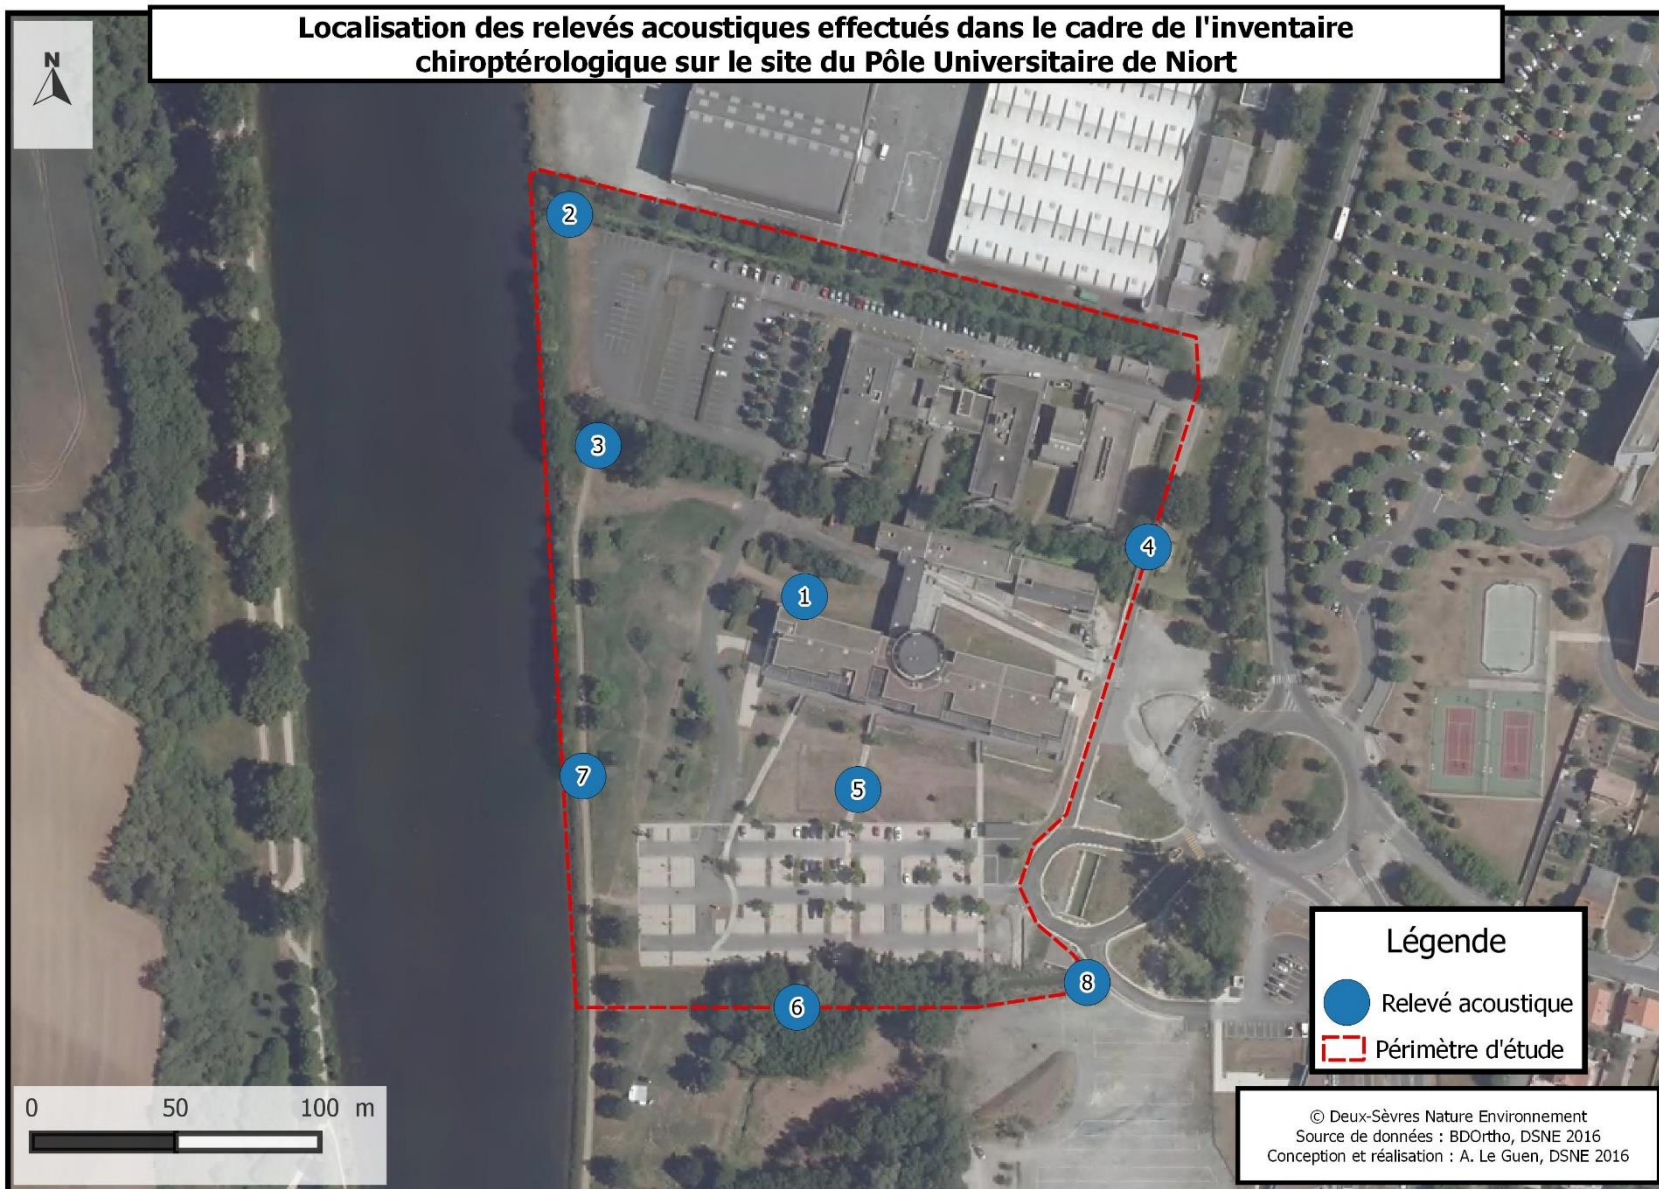 Localisation des relevés acoustiques effectués dans le cadre de l'inventaire
chiroptérologique sur le site du Pôle Universitaire de Niort
N
2
3
4
1
7
5
8
6
Légende
Relevé acoustique
Périmètre d'étude
0 50 100 m
© Deux-Sèvres Nature Environnement
Source de données : BDOrtho, DSNE 2016
Conception et réalisation : A. Le Guen, DSNE 2016